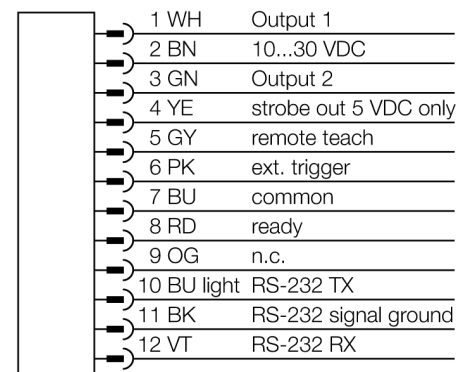 1 WH Output 1
2 BN 10...30 VDC
3 GN Output 2
4 YE strobe out 5 VDC only
5 GY remote teach
6 PK ext. trigger
7 BU common
8 RD ready
9 OG n.c.
10 BU light RS-232 TX
11 BK RS-232 signal ground
12 VT RS-232 RX